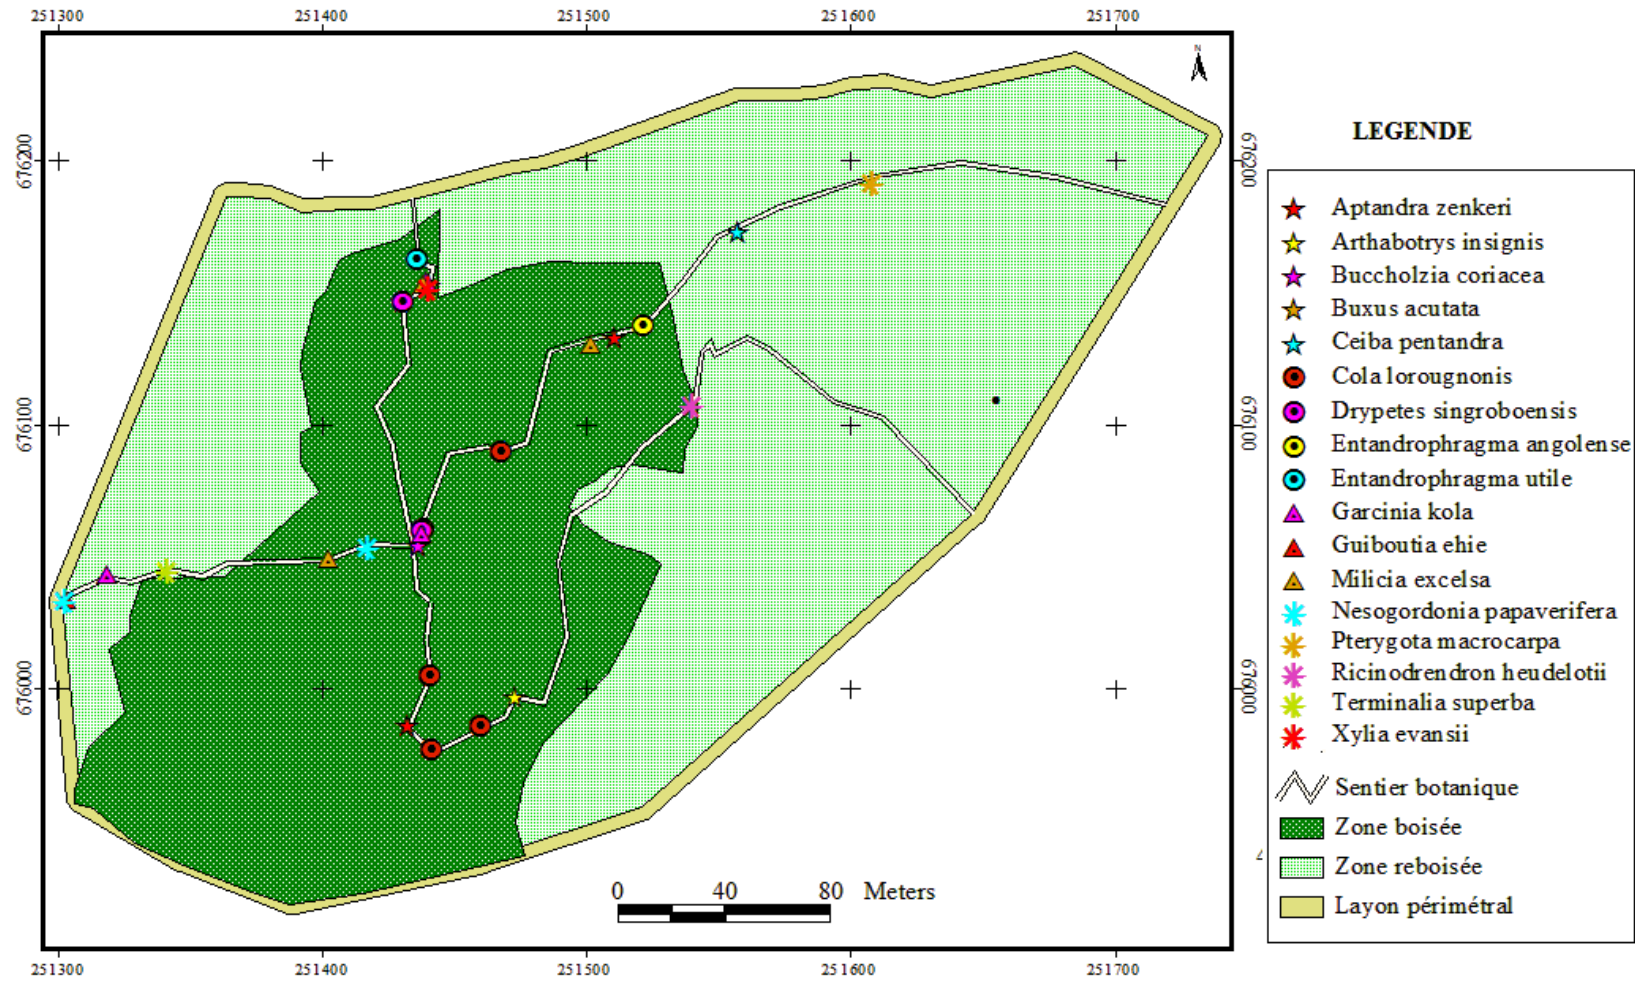 251300 251400 251500 251600 251700
N
676200 676200
676100 676100
676000 676000
0 40 80 Meters
251300 251400 251500 251600 251700
LEGENDE
Aptandra zenkeri
Arthabotrys insignis
Buccholzia coriacea
Buxus acutata
Ceiba pentandra
Cola lorougnonis
Drypetes singroboensis
Entandrophragma angolense
Entandrophragma utile
Garcinia kola
Guiboutia ehie
Milicia excelsa
Nesogordonia papaverifera
Pterygota macrocarpa
Ricinodrendron heudelotii
Terminalia superba
Xylia evansii
Sentier botanique
Zone boisée
Zone reboisée
Layon périmétral